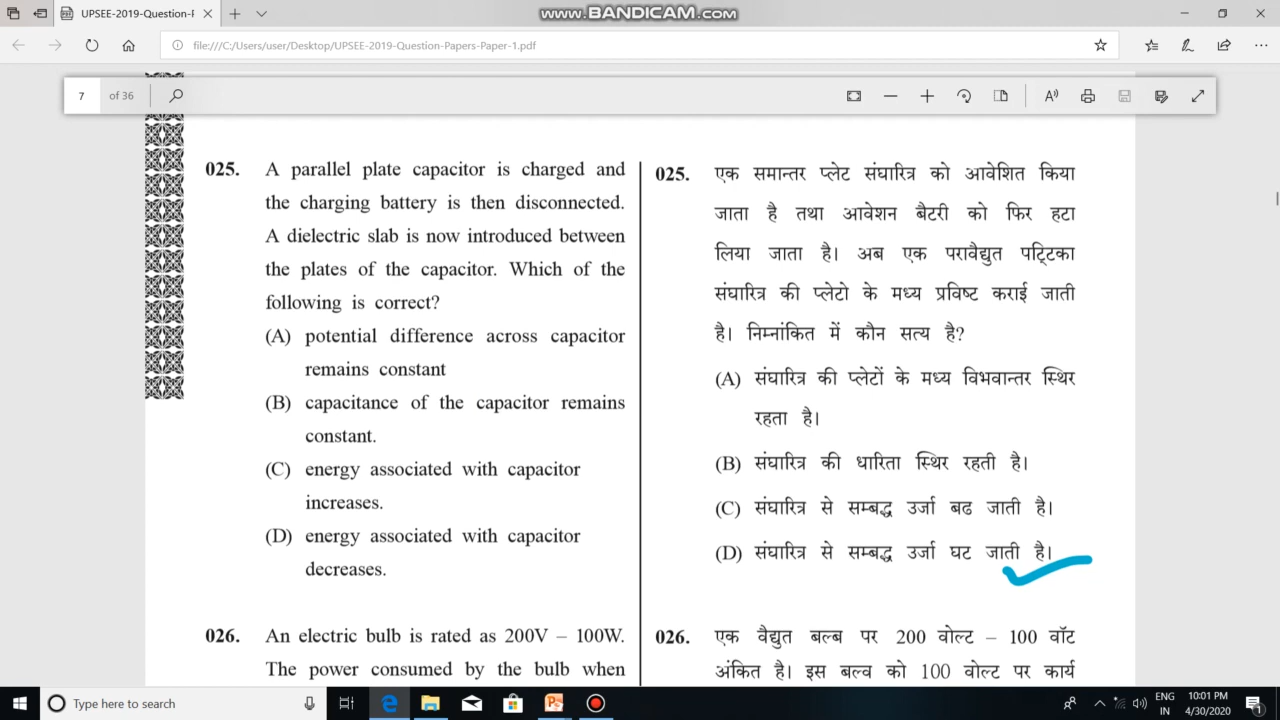 www.BANDICAM.com
UPSEE-2019-Question-P
file:///C:/Users/user/Desktop/UPSEE-2019-Question-Papers-Paper-1.pdf
7 of 36
025. A parallel plate capacitor is charged and
the charging battery is then disconnected.
A dielectric slab is now introduced between
the plates of the capacitor. Which of the
following is correct?
(A) potential difference across capacitor
remains constant
(B) capacitance of the capacitor remains
constant.
(C) energy associated with capacitor
increases.
(D) energy associated with capacitor
decreases.
026. An electric bulb is rated as 200V – 100W.
The power consumed by the bulb when
025. एक समान्तर प्लेट संघारित्र को आवेशित किया
जाता है तथा आवेशन बैटरी को फिर हटा
लिया जाता है। अब एक परावैद्युत पट्टिका
संघारित्र की प्लेटो के मध्य प्रविष्ट कराई जाती
है। निम्नांकित में कौन सत्य है?
(A) संघारित्र की प्लेटों के मध्य विभवान्तर स्थिर
रहता है।
(B) संघारित्र की धारिता स्थिर रहती है।
(C) संघारित्र से सम्बद्ध उर्जा बढ जाती है।
(D) संघारित्र से सम्बद्ध उर्जा घट जाती है।
026. एक वैद्युत बल्ब पर 200 वोल्ट – 100 वॉट
अंकित है। इस बल्व को 100 वोल्ट पर कार्य
Type here to search
ENG
IN
10:01 PM
4/30/2020